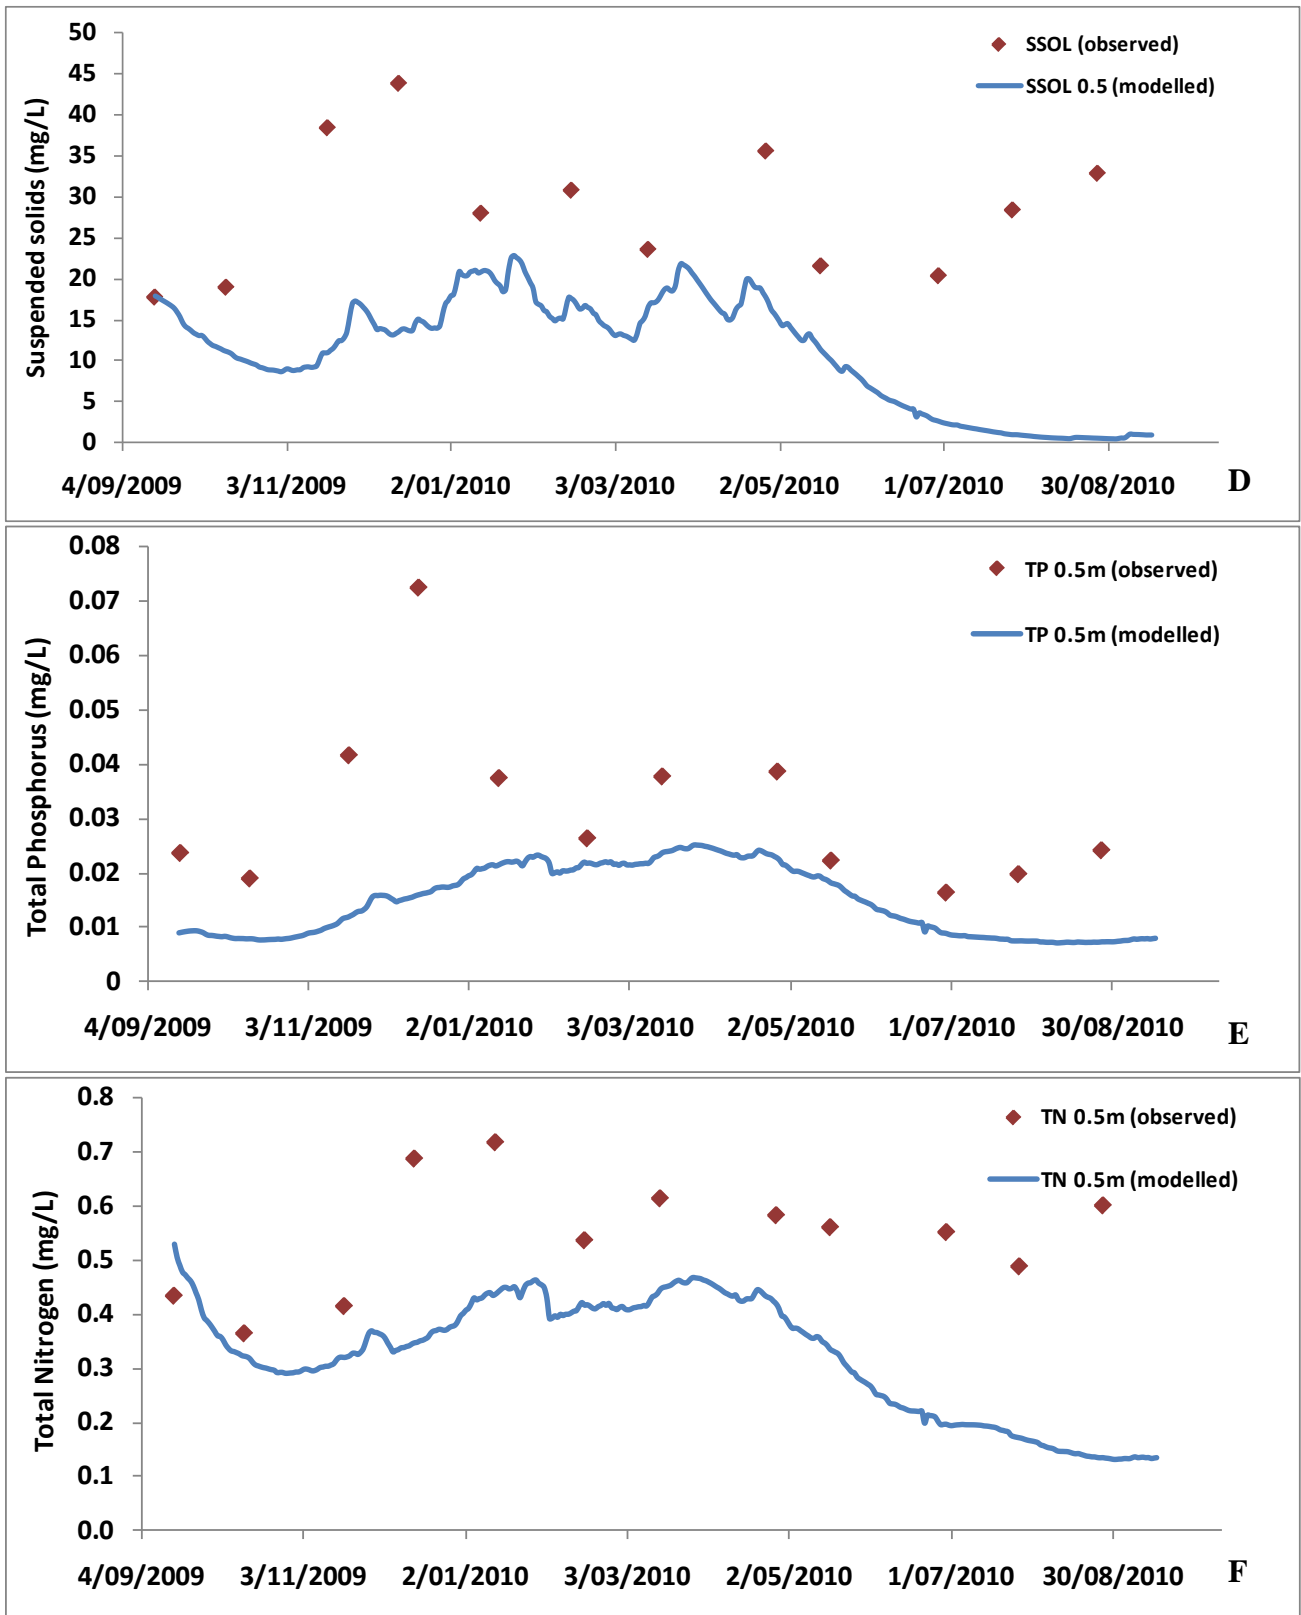 50
45
40
35
30
25
20
15
10
5
0
Suspended solids (mg/L)
SSOL (observed)
SSOL 0.5 (modelled)
4/09/2009 3/11/2009 2/01/2010 3/03/2010 2/05/2010 1/07/2010 30/08/2010
D
0.08
0.07
0.06
0.05
0.04
0.03
0.02
0.01
0
Total Phosphorus (mg/L)
TP 0.5m (observed)
TP 0.5m (modelled)
4/09/2009 3/11/2009 2/01/2010 3/03/2010 2/05/2010 1/07/2010 30/08/2010
E
0.8
0.7
0.6
0.5
0.4
0.3
0.2
0.1
0.0
Total Nitrogen (mg/L)
TN 0.5m (observed)
TN 0.5m (modelled)
4/09/2009 3/11/2009 2/01/2010 3/03/2010 2/05/2010 1/07/2010 30/08/2010
F